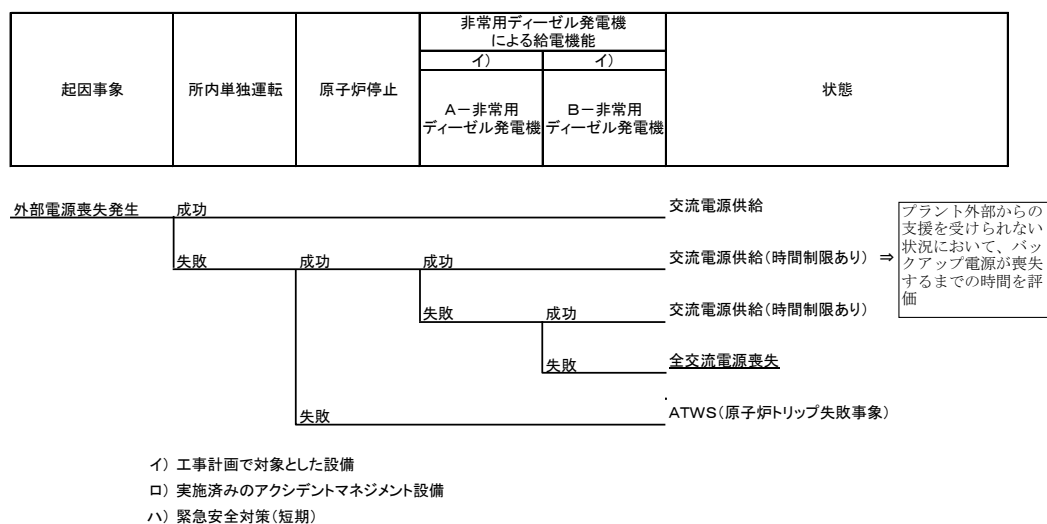 非常用ディーゼル発電機
による給電機能
イ) イ)
起因事象 所内単独運転 原子炉停止 状態
A-非常用 B-非常用
ディーゼル発電機 ディーゼル発電機
外部電源喪失発生 成功 交流電源供給
失敗 成功 成功 交流電源供給(時間制限あり) ⇒
プラント外部からの
支援を受けられない
状況において、バッ
クアップ電源が喪失
するまでの時間を評
価
失敗 成功 交流電源供給(時間制限あり)
失敗 全交流電源喪失
失敗 ATWS(原子炉トリップ失敗事象)
イ) 工事計画で対象とした設備
ロ) 実施済みのアクシデントマネジメント設備
ハ) 緊急安全対策(短期)